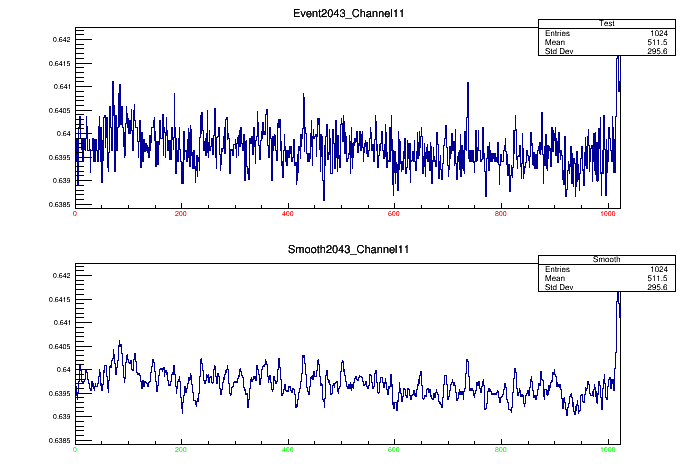 Event2043_Channel11
Test
Entries 1024
Mean 511.5
Std Dev 295.6
0.642
0.6415
0.641
0.6405
0.64
0.6395
0.639
0.6385
0 200 400 600 800 1000
Smooth2043_Channel11
Smooth
Entries 1024
Mean 511.5
Std Dev 295.6
0.642
0.6415
0.641
0.6405
0.64
0.6395
0.639
0.6385
0 200 400 600 800 1000